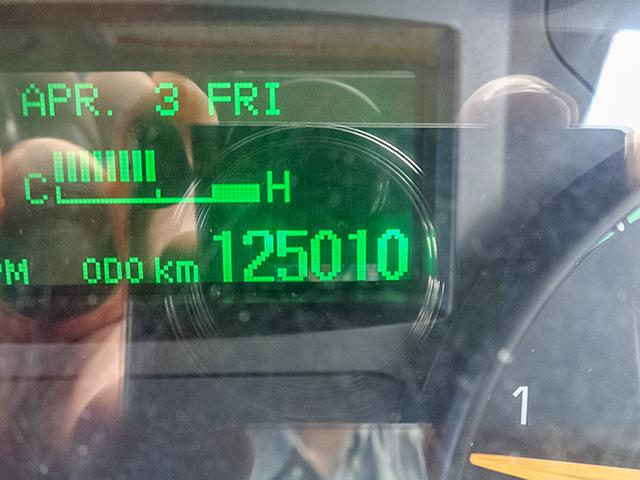 APR. 3 FRI
C H
PM ODO km 125010
1